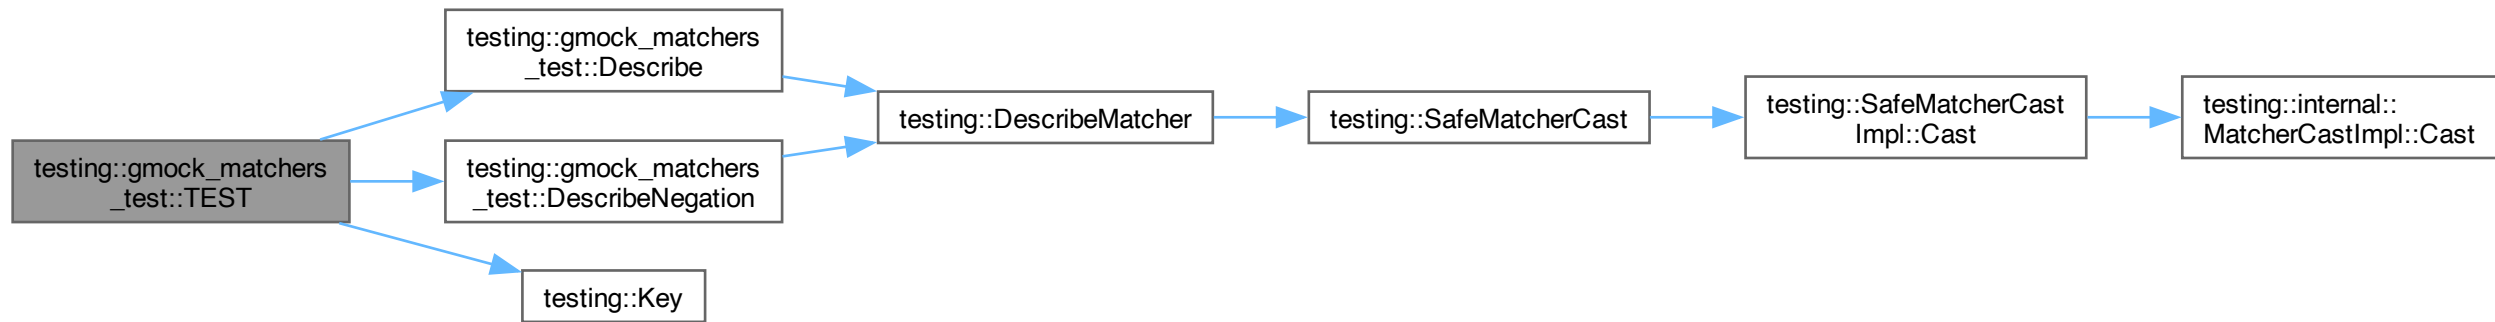 testing::gmock_matchers
_test::TEST
testing::gmock_matchers
_test::Describe
testing::gmock_matchers
_test::DescribeNegation
testing::Key
testing::DescribeMatcher
testing::SafeMatcherCast
testing::SafeMatcherCast
Impl::Cast
testing::internal::
MatcherCastImpl::Cast